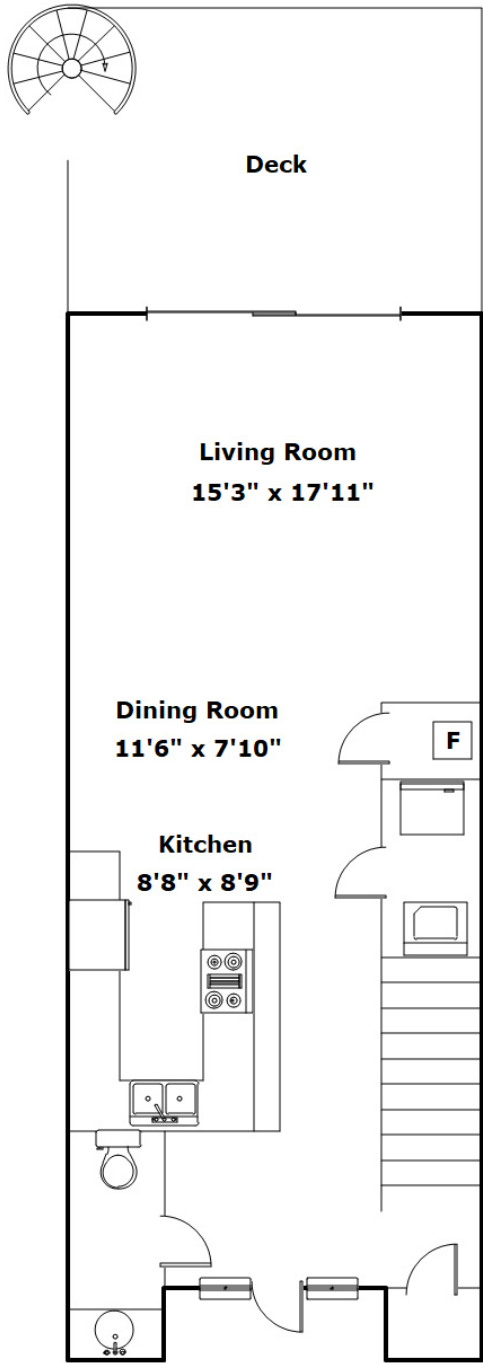 Deck
Living Room
15'3" x 17'11"
Dining Room
11'6" x 7'10"
F
Kitchen
8'8" x 8'9"